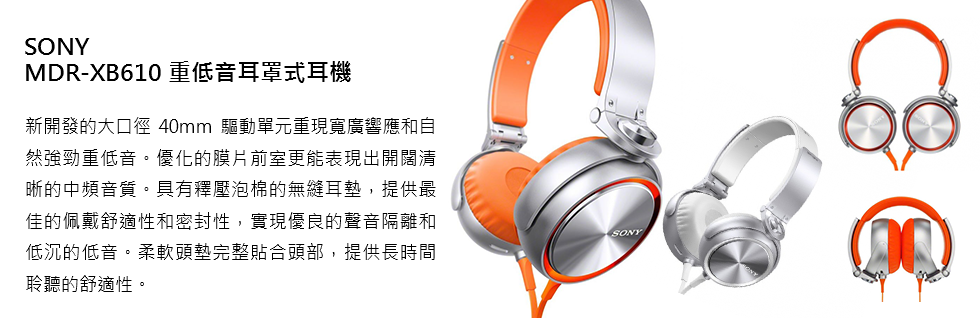 SONY
MDR-XB610 重低音耳罩式耳機
新開發的大口徑 40mm 驅動單元重現寬廣響應和自
然強勁重低音。優化的膜片前室更能表現出開闊清
晰的中頻音質。具有釋壓泡棉的無縫耳墊，提供最
佳的佩戴舒適性和密封性，實現優良的聲音隔離和
低沉的低音。柔軟頭墊完整貼合頭部，提供長時間
聆聽的舒適性。
SONY
SONY